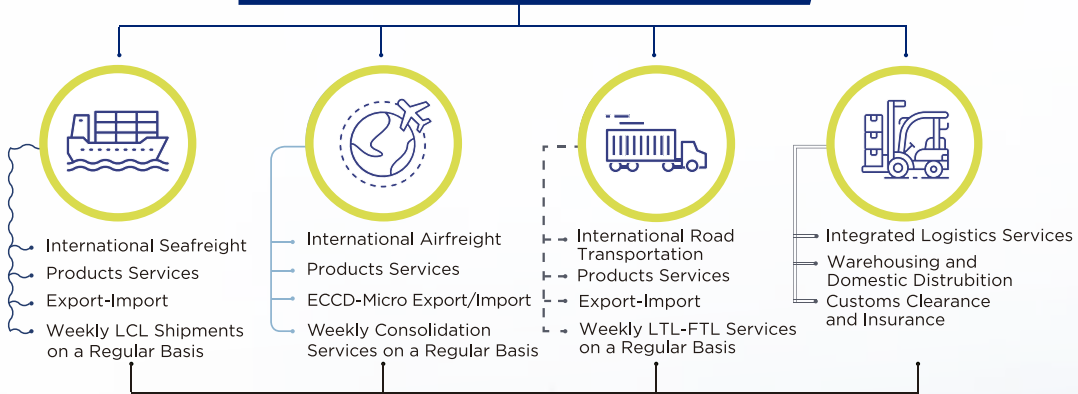 International Seafreight
Products Services
Export-Import
Weekly LCL Shipments
on a Regular Basis
International Airfreight
Products Services
ECCD-Micro Export/Import
Weekly Consolidation
Services on a Regular Basis
International Road
Transportation
Products Services
Export-Import
Weekly LTL-FTL Services
on a Regular Basis
Integrated Logistics Services
Warehousing and
Domestic Distrubition
Customs Clearance
and Insurance